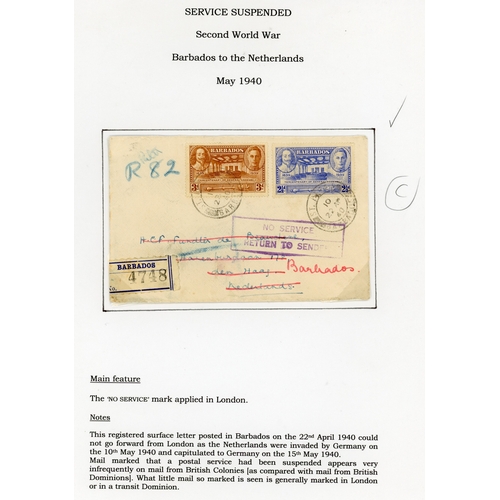 SERVICE SUSPENDED
Second World War
Barbados to the Netherlands
May 1940
R 82
BARBADOS
3d
BARBADOS
NO SERVICE
RETURN TO SENDER
den Haag
Barbados.
Nederland
BARBADOS
No. 4748
Main feature
The 'NO SERVICE' mark applied in London.
Notes
This registered surface letter posted in Barbados on the 22nd April 1940 could
not go forward from London as the Netherlands were invaded by Germany on
the 10th May 1940 and capitulated to Germany on the 15th May 1940.
Mail marked that a postal service had been suspended appears very
infrequently on mail from British Colonies [as compared with mail from British
Dominions]. What little mail so marked is seen is generally marked in London
or in a transit Dominion.